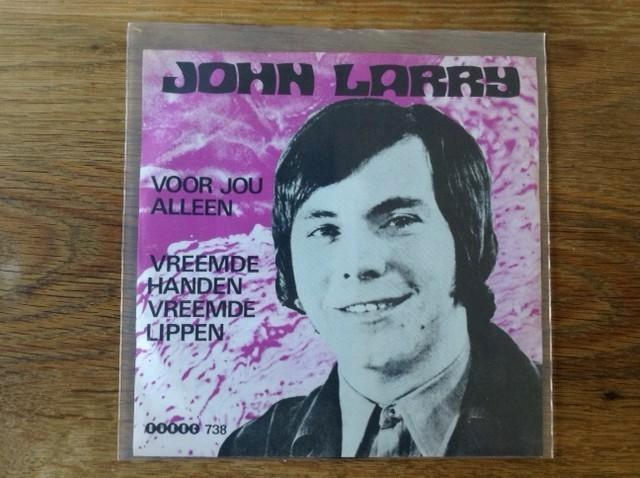 JOHN LARRY
VOOR JOU
ALLEEN
VREEMDE
HANDEN
VREEMDE
LIPPEN
738